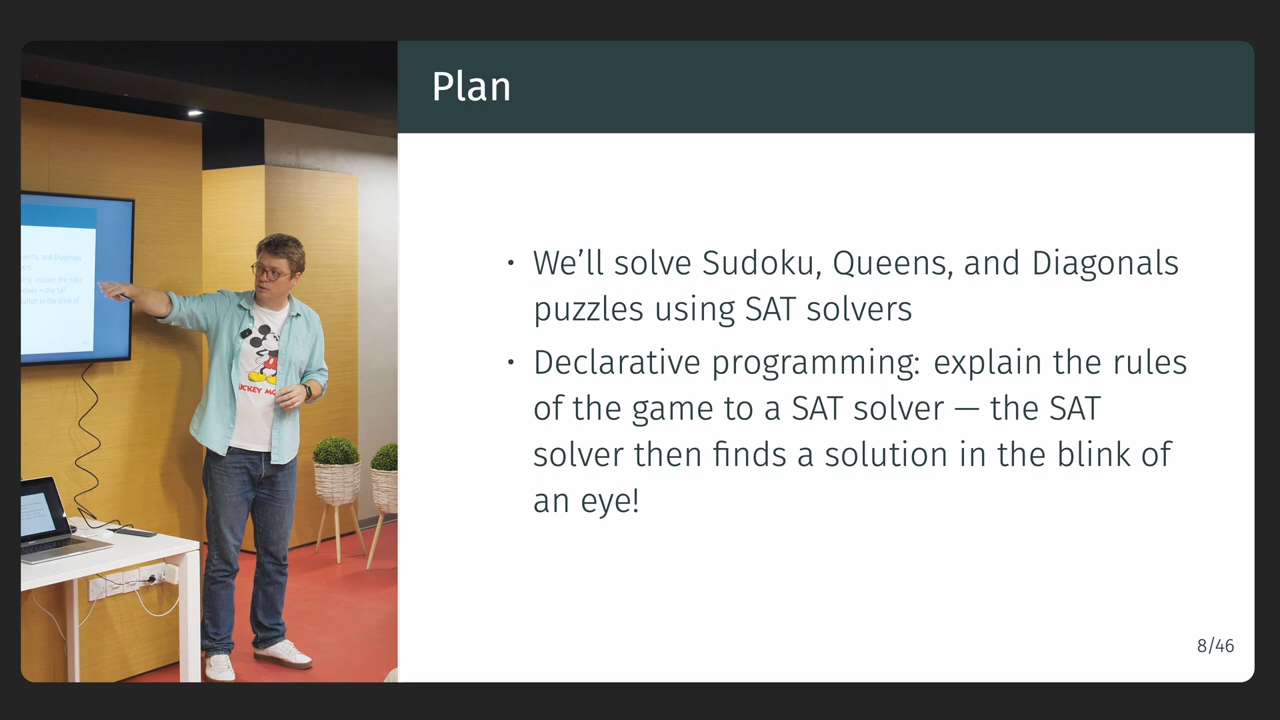 Plan
• We’ll solve Sudoku, Queens, and Diagonals
puzzles using SAT solvers
• Declarative programming: explain the rules
of the game to a SAT solver — the SAT
solver then finds a solution in the blink of
an eye!
8/46